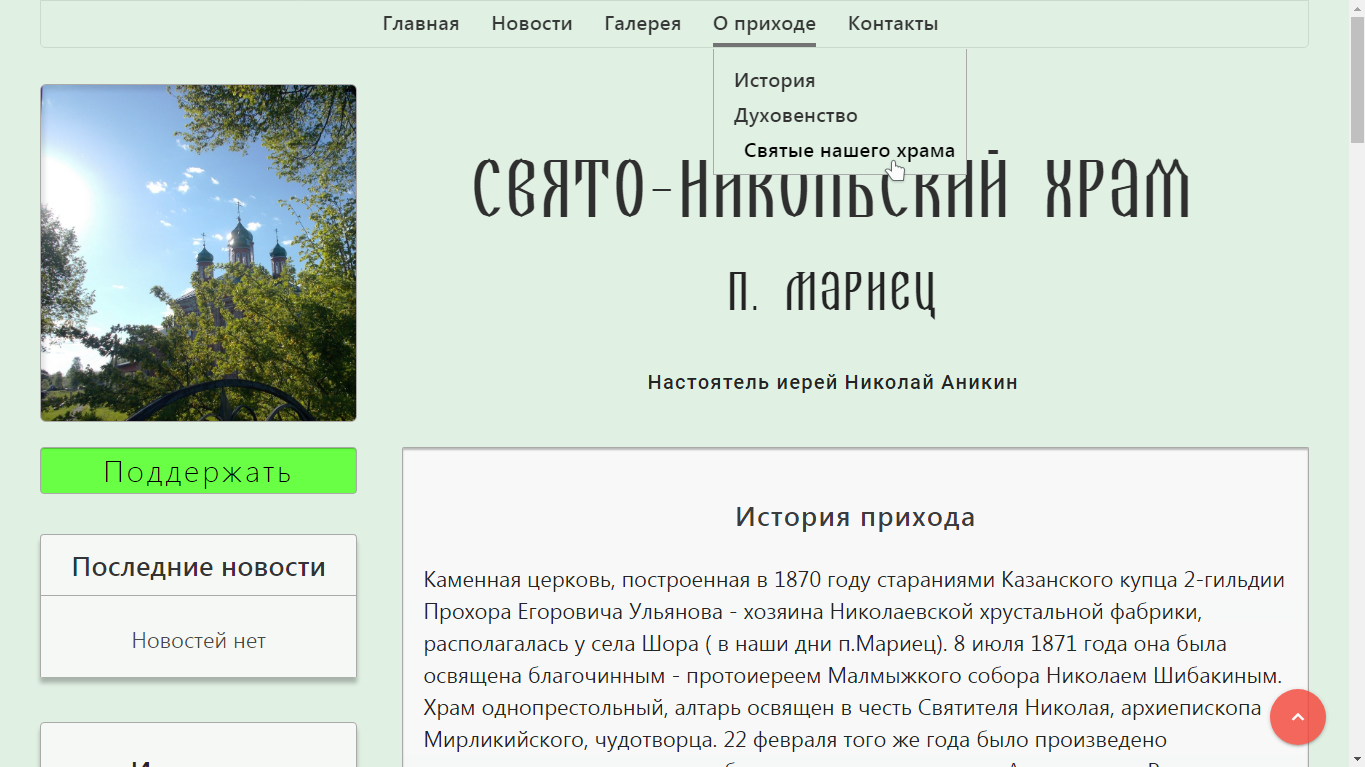 Главная Новости Галерея О приходе Контакты
История
Духовенство
Святые нашего храма
Свято-Никольский храм
п. Мариец
Настоятель иерей Николай Аникин
Поддержать
Последние новости
Новостей нет
История прихода
Каменная церковь, построенная в 1870 году стараниями Казанского купца 2-гильдии
Прохора Егоровича Ульянова - хозяина Николаевской хрустальной фабрики,
располагалась у села Шора ( в наши дни п.Мариец). 8 июля 1871 года она была
освящена благочинным - протоиереем Малмыжкого собора Николаем Шибакиным.
Храм однопрестольный, алтарь освящен в честь Святителя Николая, архиепископа
Мирликийского, чудотворца. 22 февраля того же года было произведено